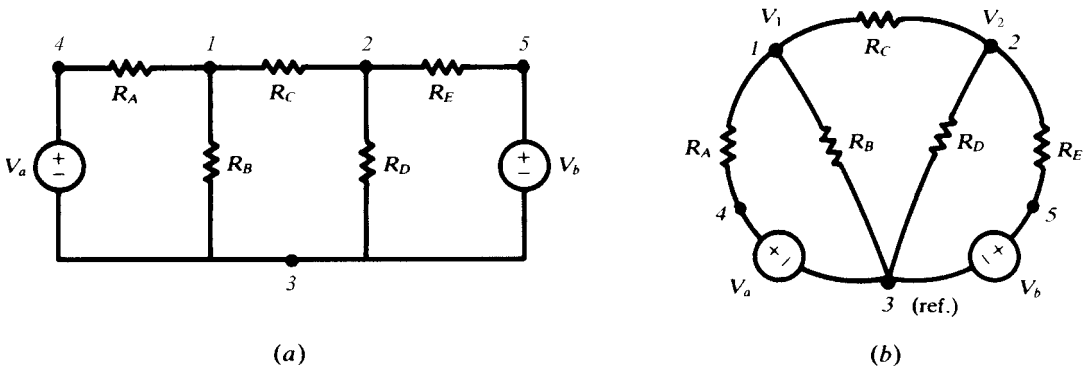 4 1 2 5
R_A R_C R_E
V_a + − R_B R_D + − V_b
3
(a)
V_1 V_2
1 R_C 2
R_A R_B R_D R_E
4 5
+ − − +
V_a 3 (ref.) V_b
(b)